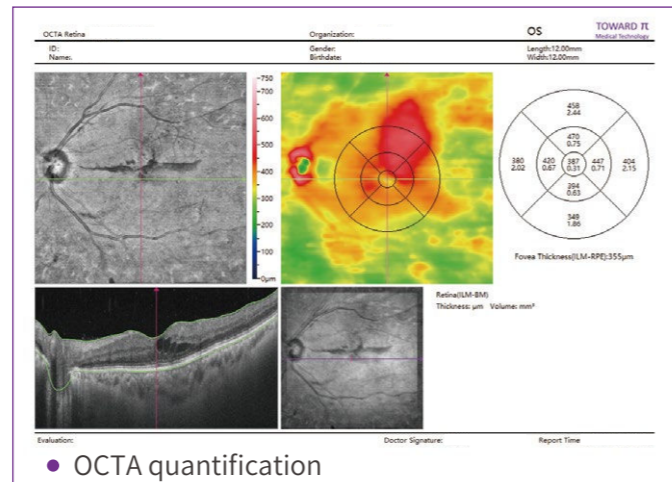 OCTA Retina
Organization:
OS
TOWARD π
Medical Technology
ID:
Name:
Gender:
Birthdate:
Length:12.00mm
Width:12.00mm
750
700
600
500
400
300
200
100
0μm
458
2.44
470
0.75
380
2.02
420
0.67
387
0.31
447
0.71
404
2.15
394
0.63
349
1.86
Fovea Thickness(ILM-RPE):355μm
Retina(ILM-BM)
Thickness: μm Volume: mm³
Evaluation:
Doctor Signature:
Report Time
• OCTA quantification